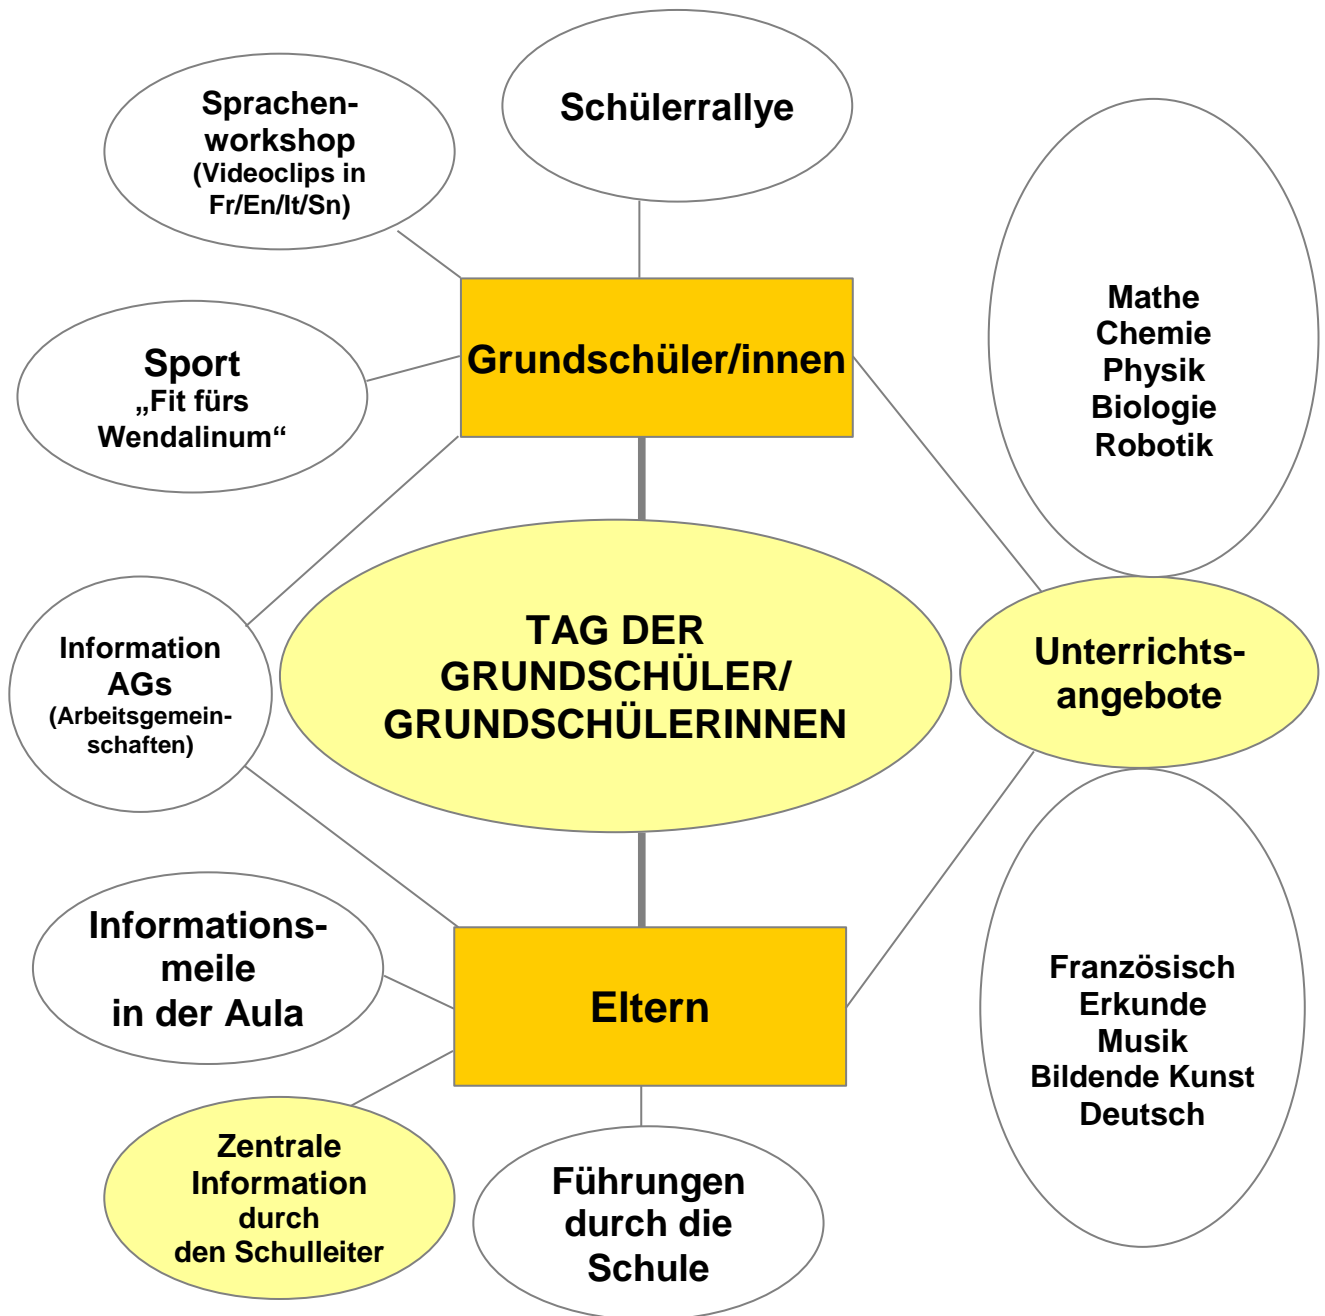 Sprachen-
workshop
(Videoclips in
Fr/En/It/Sn)
Schülerrallye
Mathe
Chemie
Physik
Biologie
Robotik
Grundschüler/innen
Sport
„Fit fürs
Wendalinum“
TAG DER
GRUNDSCHÜLER/
GRUNDSCHÜLERINNEN
Information
AGs
(Arbeitsgemein-
schaften)
Unterrichts-
angebote
Informations-
meile
in der Aula
Eltern
Französisch
Erkunde
Musik
Bildende Kunst
Deutsch
Zentrale
Information
durch
den Schulleiter
Führungen
durch die
Schule